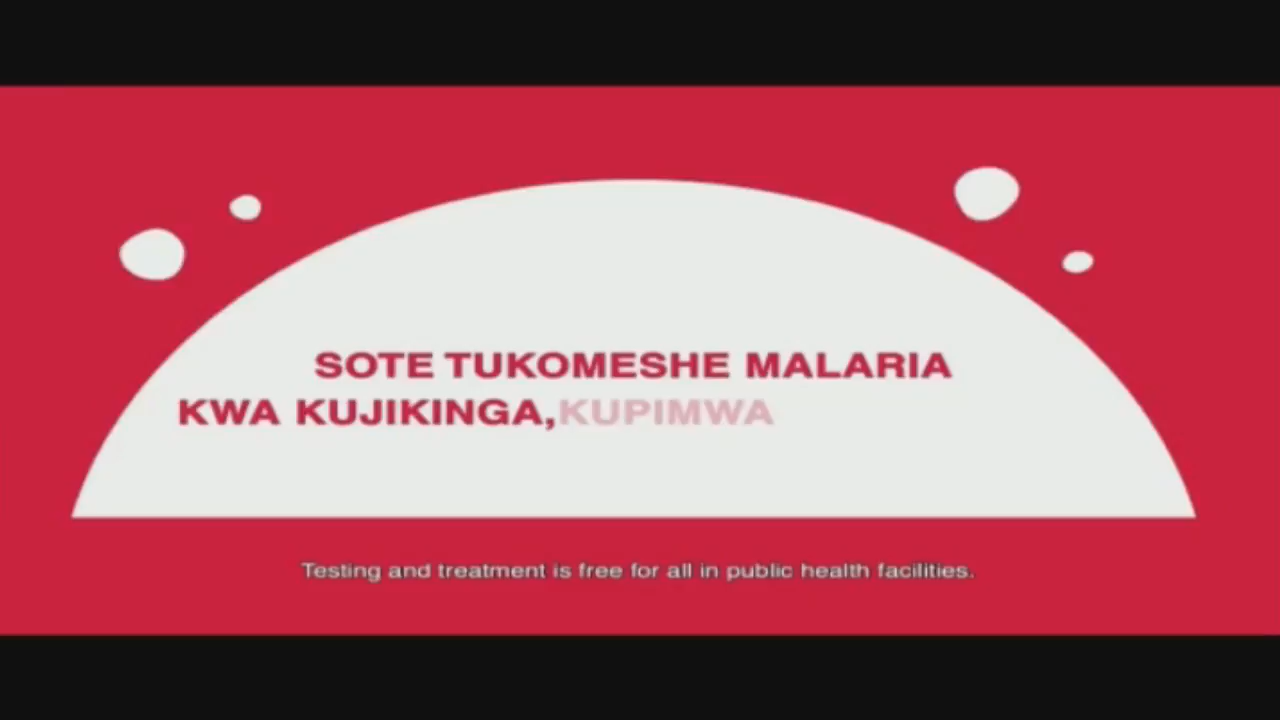 SOTE TUKOMESHE MALARIA
KWA KUJIKINGA,KUPIMWA
Testing and treatment is free for all in public health facilities.